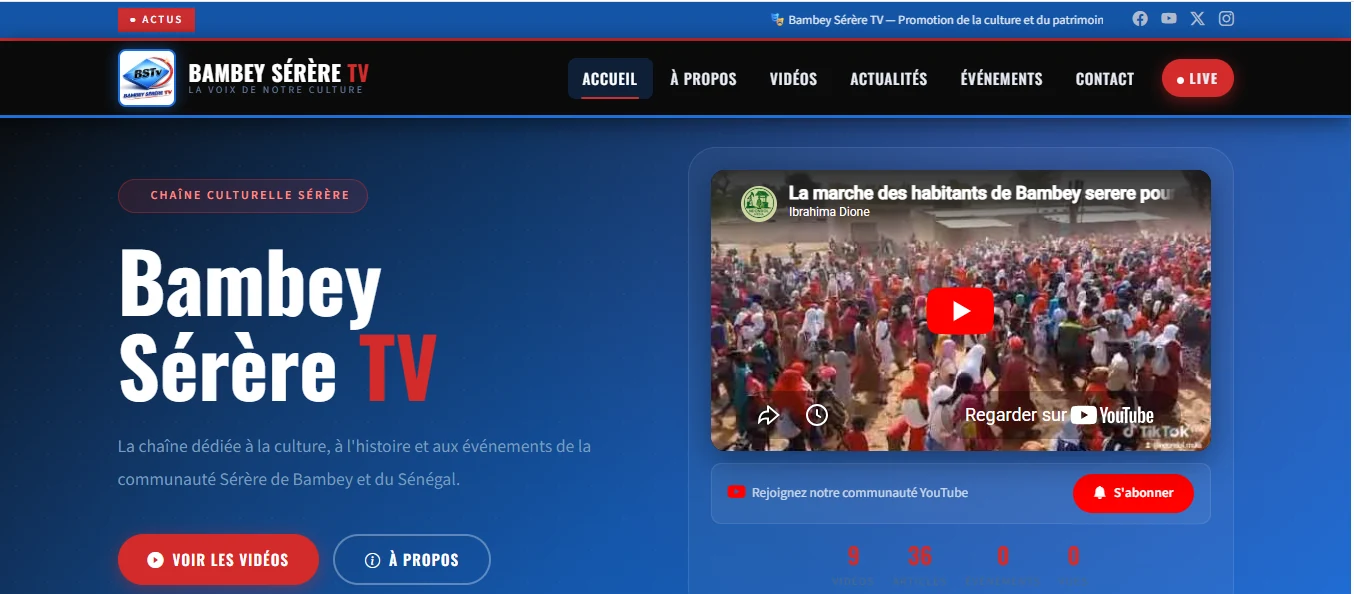 ACTUS
🎭 Bambey Sérère TV — Promotion de la culture et du patrimoin
BSTV
BAMBEY SERERE TV
BAMBEY SÉRÈRE TV
LA VOIX DE NOTRE CULTURE
ACCUEIL
À PROPOS
VIDÉOS
ACTUALITÉS
ÉVÉNEMENTS
CONTACT
LIVE
CHAÎNE CULTURELLE SÉRÈRE
Bambey
Sérère TV
La chaîne dédiée à la culture, à l'histoire et aux événements de la
communauté Sérère de Bambey et du Sénégal.
VOIR LES VIDÉOS
À PROPOS
La marche des habitants de Bambey serere pou
Ibrahima Dione
Regarder sur YouTube
TikTok
Rejoignez notre communauté YouTube
S'abonner
9 36 0 0